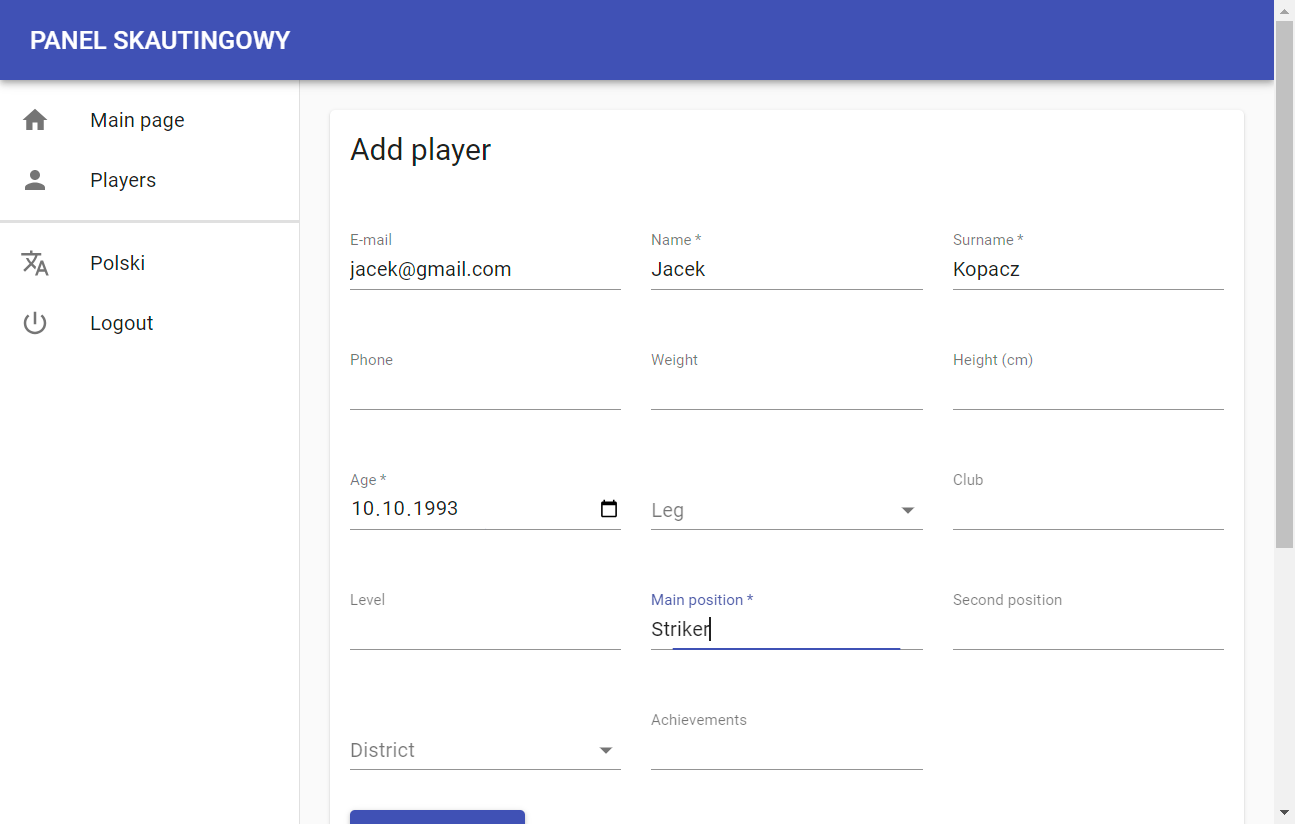 PANEL SKAUTINGOWY
Main page
Players
Polski
Logout
Add player
E-mail
jacek@gmail.com
Name *
Jacek
Surname *
Kopacz
Phone
Weight
Height (cm)
Age *
10.10.1993
Leg
Club
Level
Main position *
Striker
Second position
District
Achievements